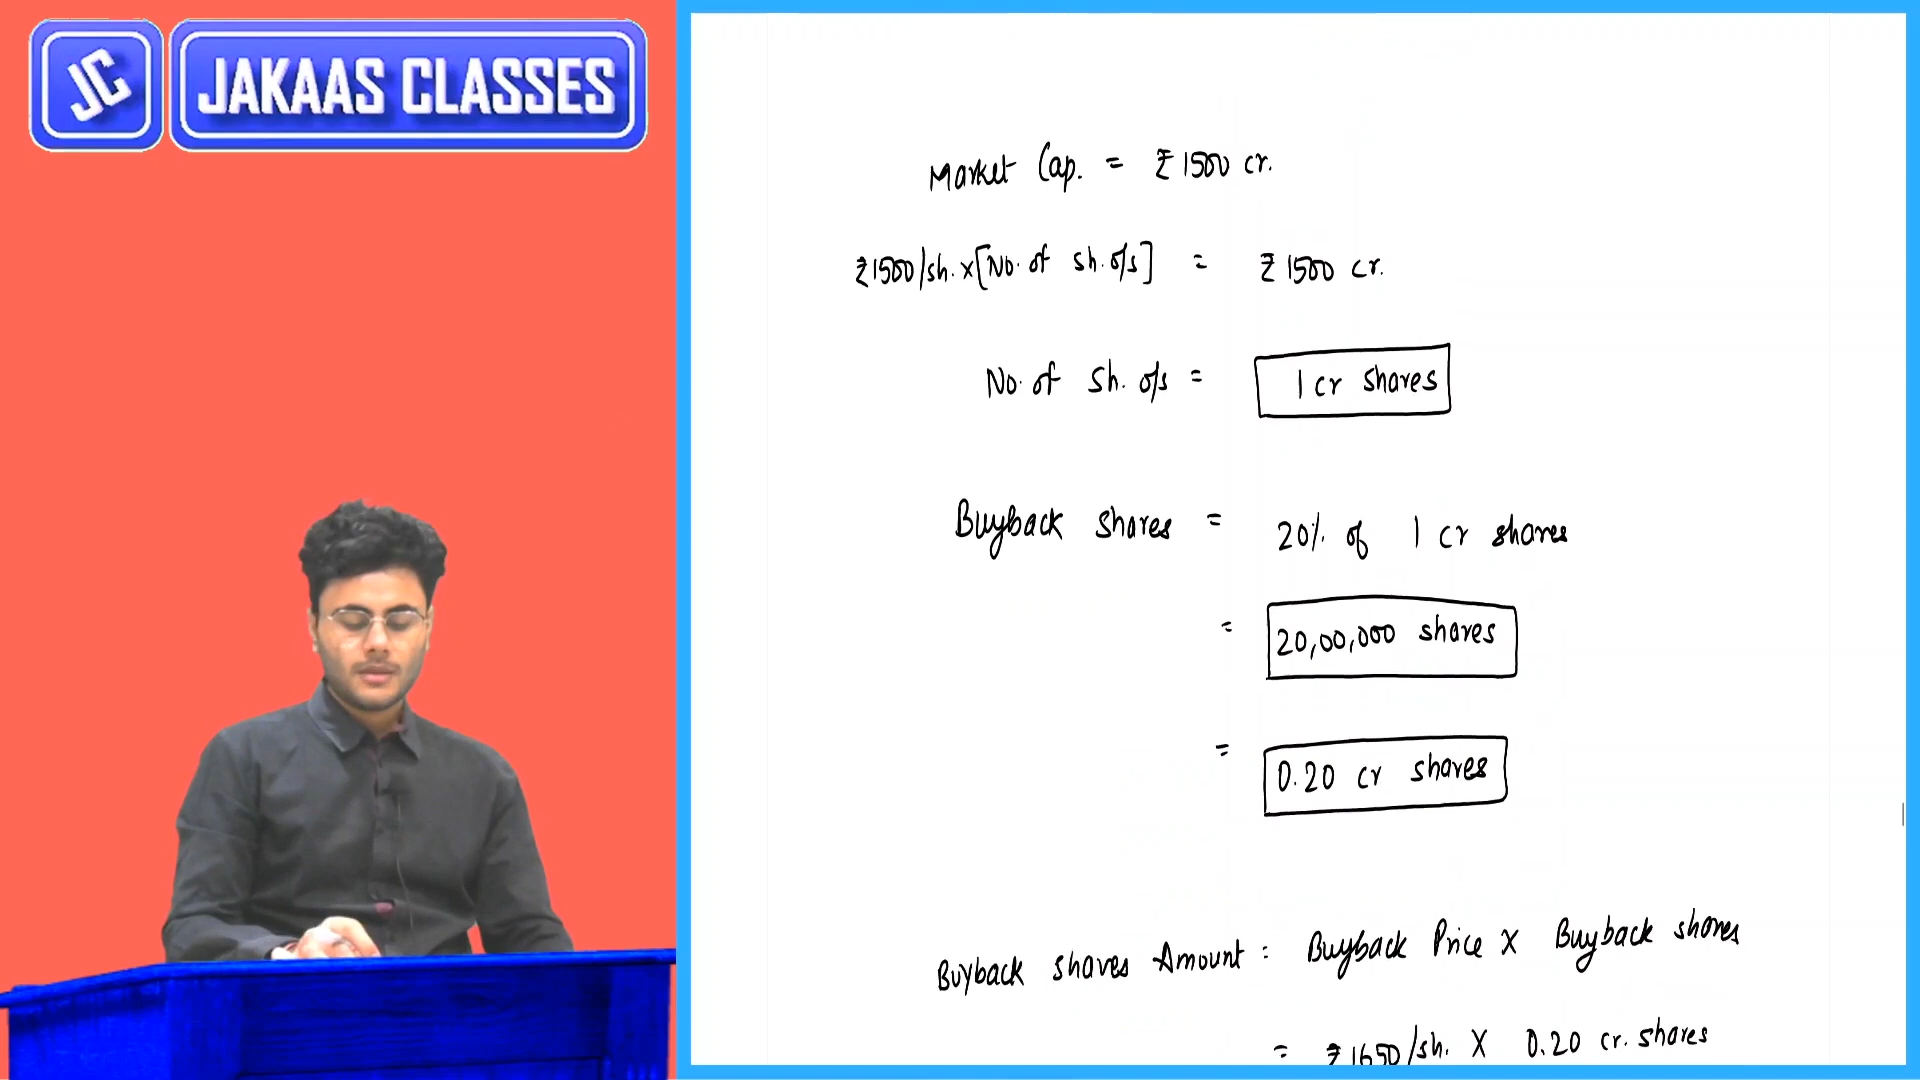 JC JAKAAS CLASSES
Market Cap. = ₹1500 cr.
₹1500/sh. x [No. of sh. o/s] = ₹1500 cr.
No. of sh. o/s = 1 cr shares
Buyback shares = 20% of 1 cr shares
= 20,00,000 shares
= 0.20 cr shares
Buyback shares Amount = Buyback Price X Buyback shares
= ₹1650/sh. X 0.20 cr. shares